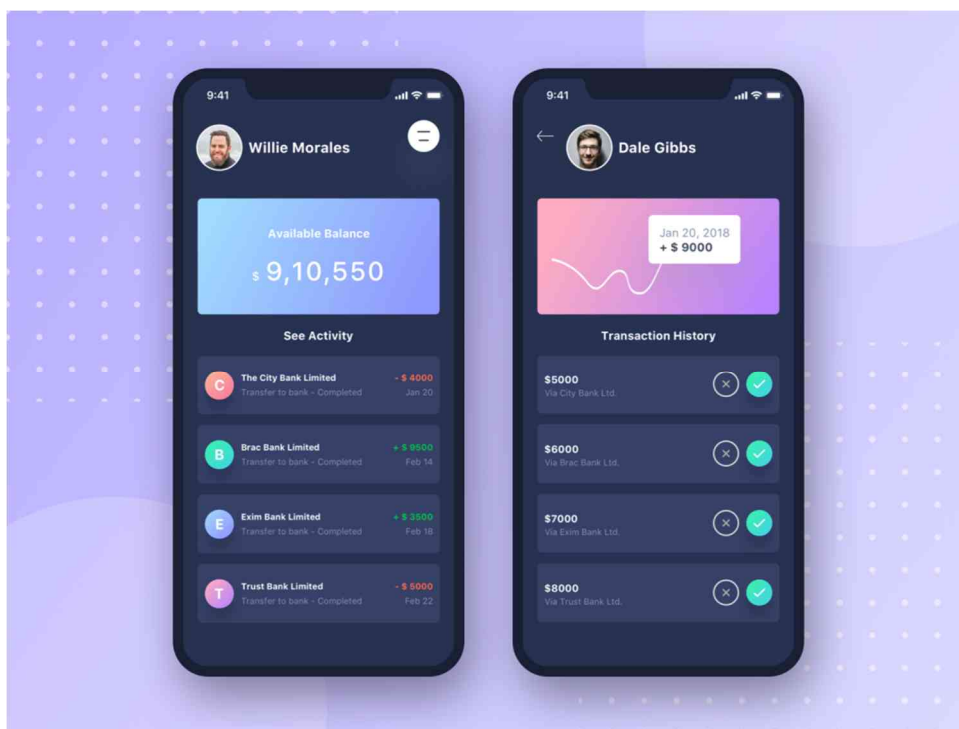 9:41
Willie Morales
Available Balance
$ 9,10,550
See Activity
C
The City Bank Limited
- $ 4000
Transfer to bank - Completed
Jan 20
B
Brac Bank Limited
+ $ 9500
Transfer to bank - Completed
Feb 14
E
Exim Bank Limited
+ $ 3500
Transfer to bank - Completed
Feb 18
T
Trust Bank Limited
- $ 5000
Transfer to bank - Completed
Feb 22
9:41
Dale Gibbs
Jan 20, 2018
+ $ 9000
Transaction History
$5000
Via City Bank Ltd.
$6000
Via Brac Bank Ltd.
$7000
Via Exim Bank Ltd.
$8000
Via Trust Bank Ltd.